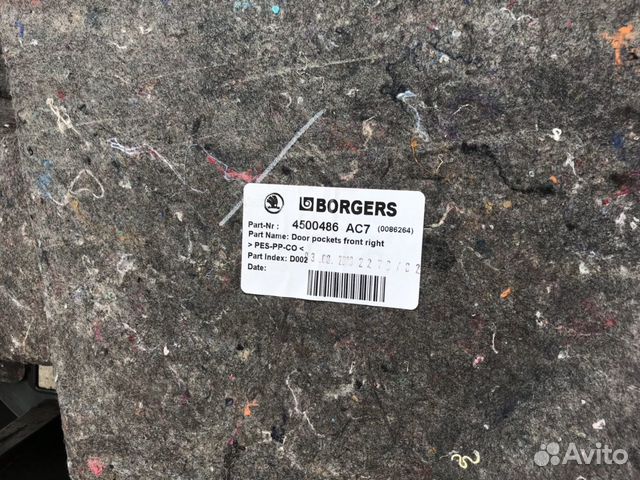 BORGERS
Part-Nr : 4500486 AC7 (0086264)
Part Name: Door pockets front right
> PES-PP-CO <
Part Index: D002
Date:
Avito